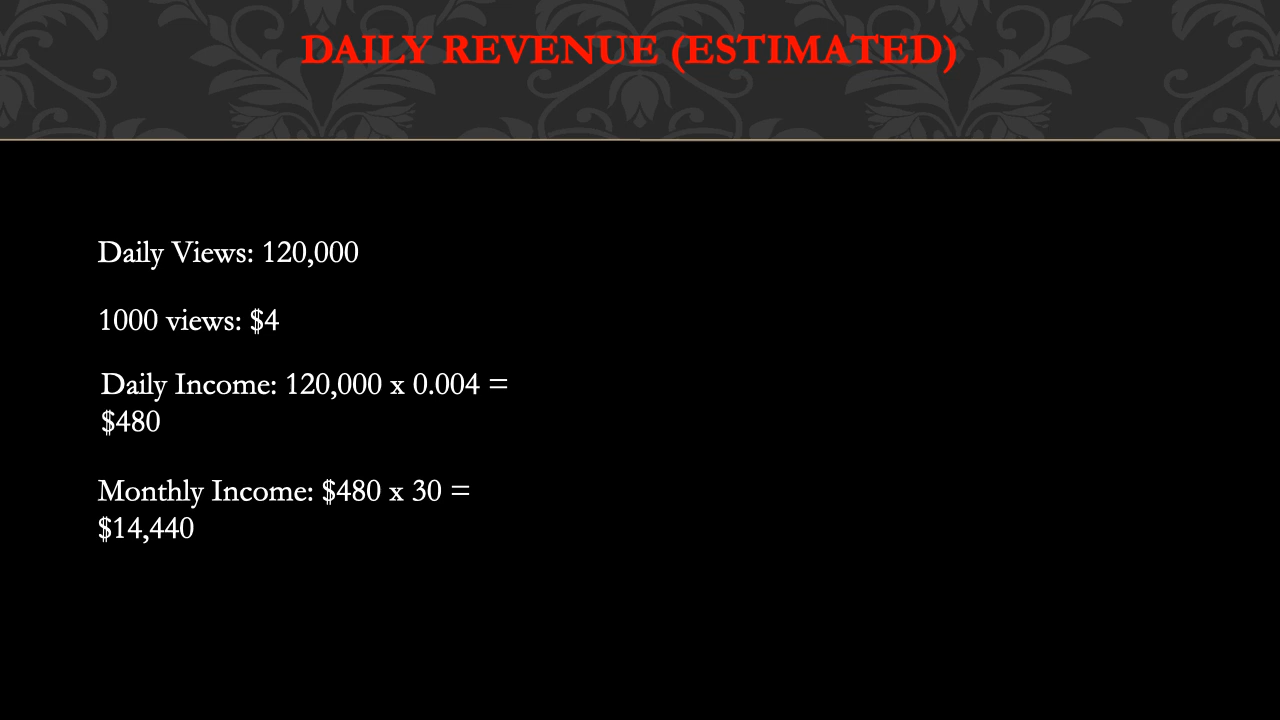 DAILY REVENUE (ESTIMATED)
Daily Views: 120,000
1000 views: $4
Daily Income: 120,000 x 0.004 =
$480
Monthly Income: $480 x 30 =
$14,440